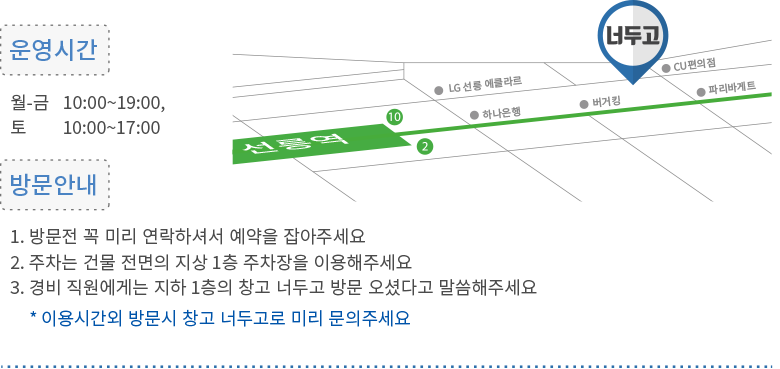 운영시간
월-금 10:00~19:00,
토 10:00~17:00
너두고
CU편의점
LG 선릉 에클라르
파리바게트
버거킹
하나은행
10
선릉역
2
방문안내
1. 방문전 꼭 미리 연락하셔서 예약을 잡아주세요
2. 주차는 건물 전면의 지상 1층 주차장을 이용해주세요
3. 경비 직원에게는 지하 1층의 창고 너두고 방문 오셨다고 말씀해주세요
* 이용시간외 방문시 창고 너두고로 미리 문의주세요